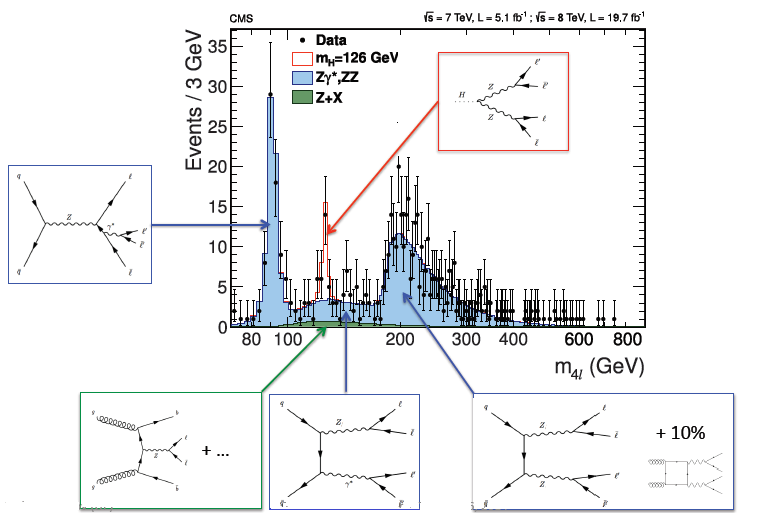 CMS
√s = 7 TeV, L = 5.1 fb⁻¹ ; √s = 8 TeV, L = 19.7 fb⁻¹
Events / 3 GeV
35
30
25
20
15
10
5
0
Data
m_H=126 GeV
Zγ*,ZZ
Z+X
80
100
200
300
400
600
800
m_4l (GeV)
H
Z
Z
ℓ'
ℓ̄'
ℓ
ℓ̄
q
q̄
Z
γ*
ℓ
ℓ'
ℓ̄'
ℓ̄
g
g
b
b̄
Z
ℓ
ℓ̄
+ ...
q
q̄
Z
γ*
ℓ
ℓ̄
ℓ'
ℓ̄'
q
q̄
Z
Z
ℓ
ℓ̄
ℓ'
ℓ̄'
+ 10%